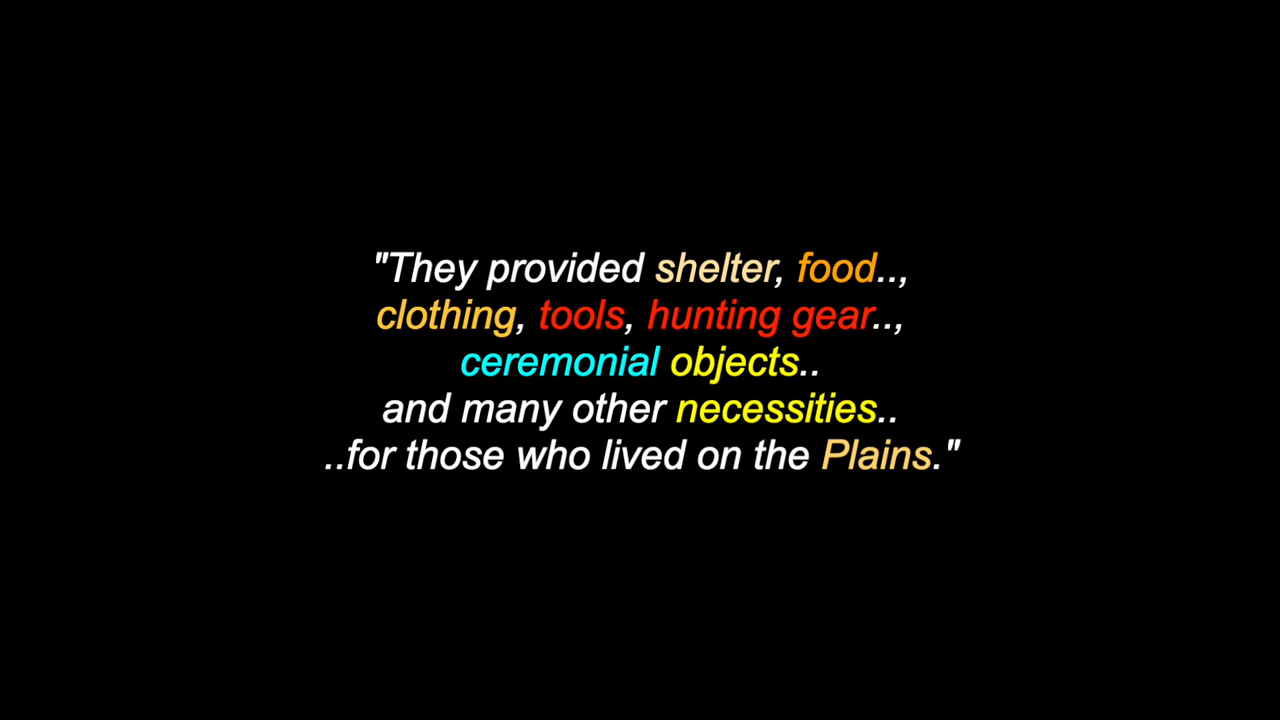 "They provided shelter, food..,
clothing, tools, hunting gear..,
ceremonial objects..
and many other necessities..
..for those who lived on the Plains."